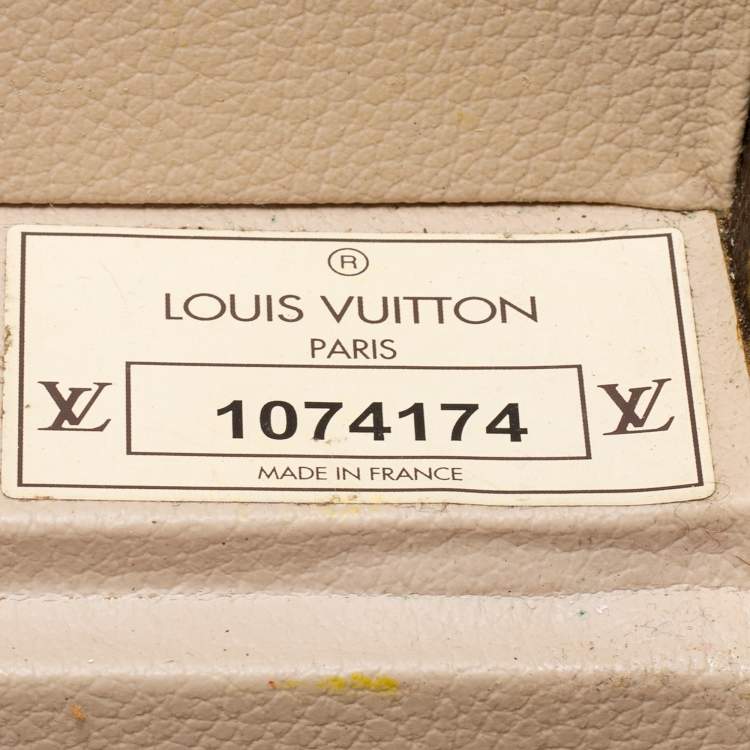 ®
LOUIS VUITTON
PARIS
LV 1074174 LV
MADE IN FRANCE